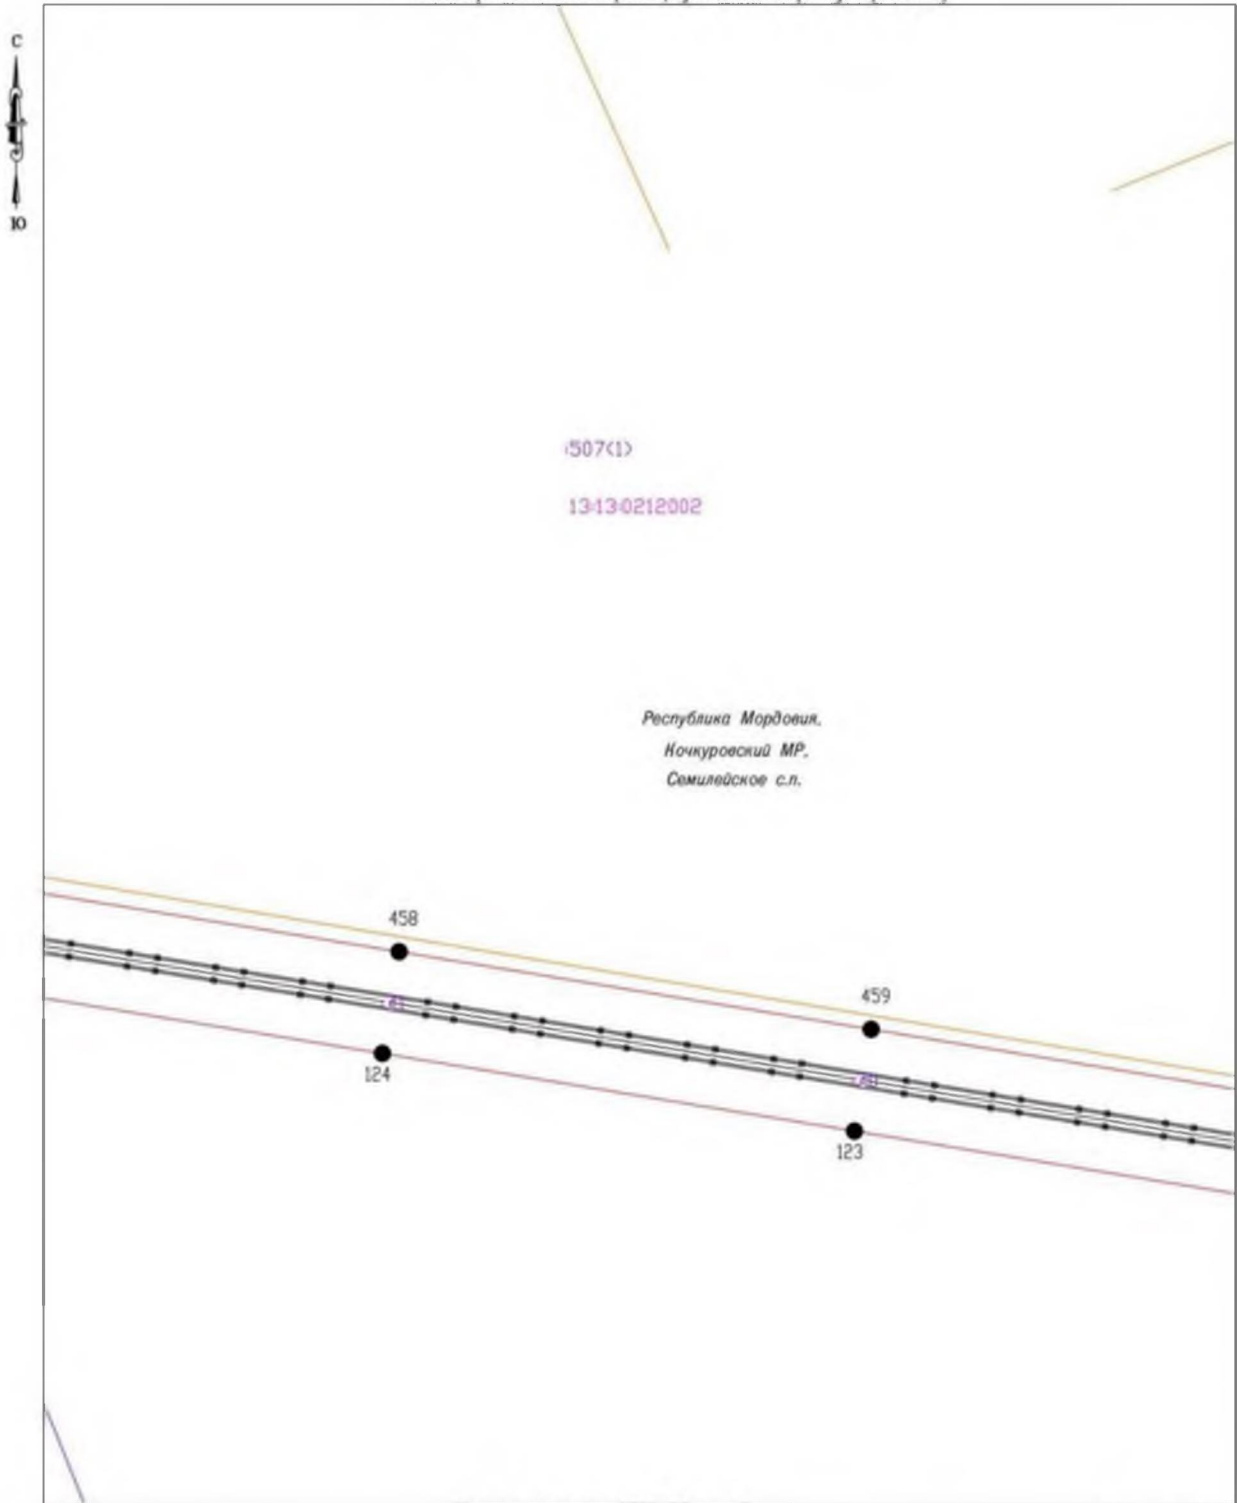 С
Ю
:507(1)
13:13:0212002
Республика Мордовия,
Кочкуровский МР,
Семилейское с.п.
458
459
124
123